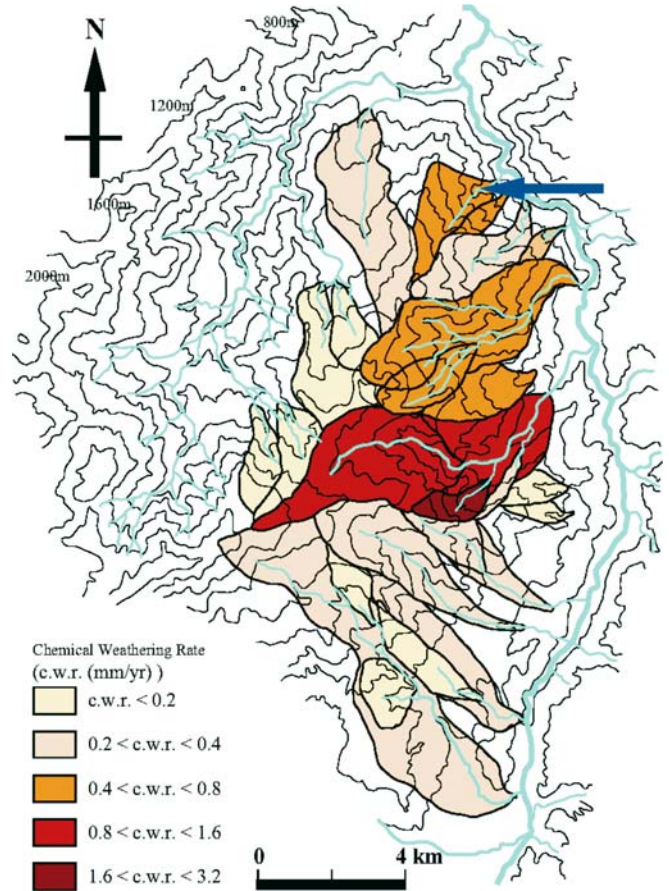 800m
N
1200m
1600m
2000m
Chemical Weathering Rate
(c.w.r. (mm/yr) )
c.w.r. < 0.2
0.2 < c.w.r. < 0.4
0.4 < c.w.r. < 0.8
0.8 < c.w.r. < 1.6
1.6 < c.w.r. < 3.2
0 4 km